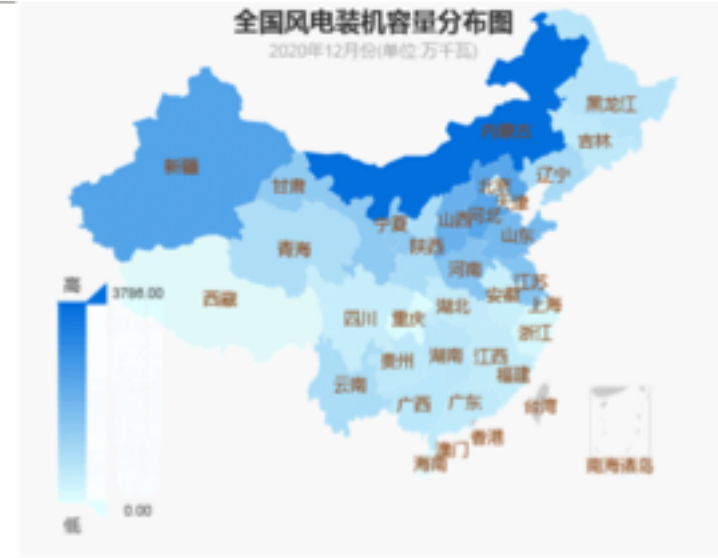 全国风电装机容量分布图
2020年12月份(单位:万千瓦)
黑龙江
内蒙古
吉林
新疆
辽宁
甘肃
北京
天津
宁夏
山西
河北
山东
青海
陕西
河南
江苏
西藏
安徽
上海
四川
重庆
湖北
浙江
贵州
湖南
江西
福建
云南
广西
广东
台湾
香港
澳门
海南
南海诸岛
高
3786.00
0.00
低